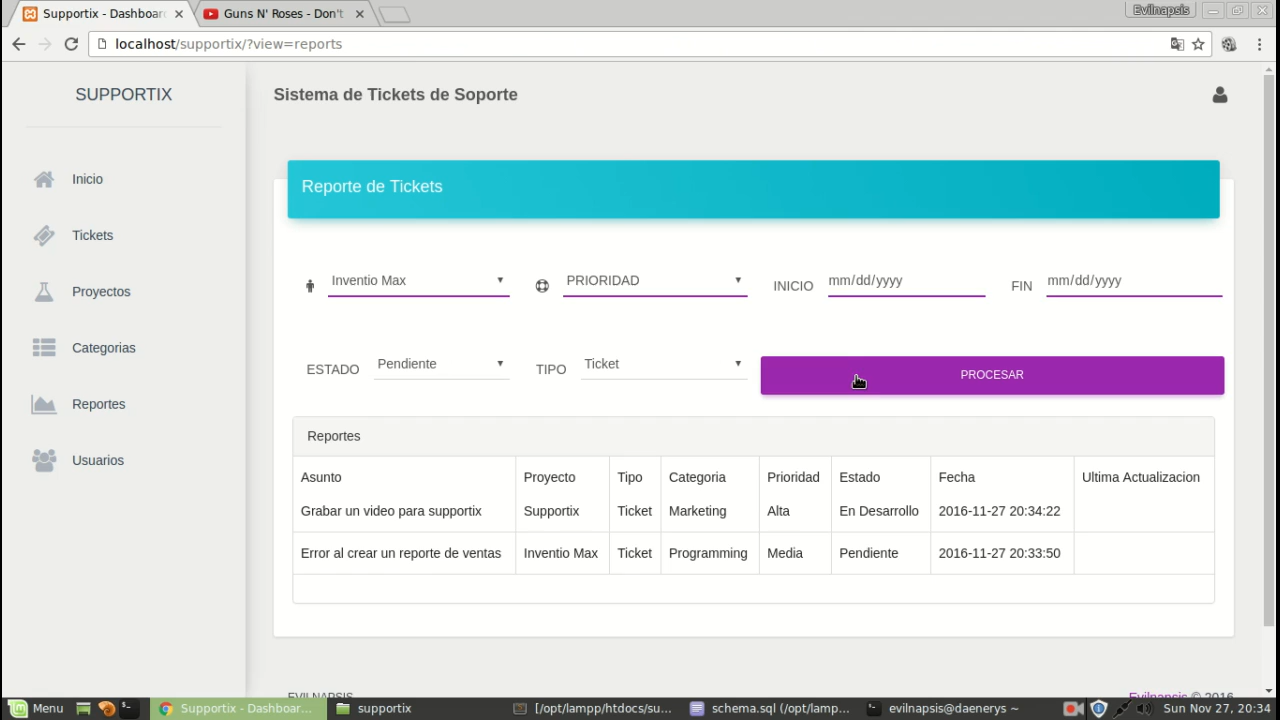 Supportix - Dashboar
Guns N' Roses - Don't
Evilnapsis
localhost/supportix/?view=reports
SUPPORTIX
Sistema de Tickets de Soporte
Inicio
Tickets
Proyectos
Categorias
Reportes
Usuarios
Reporte de Tickets
Inventio Max PRIORIDAD INICIO mm/dd/yyyy FIN mm/dd/yyyy
ESTADO Pendiente TIPO Ticket PROCESAR
Reportes
Asunto Proyecto Tipo Categoria Prioridad Estado Fecha Ultima Actualizacion
Grabar un video para supportix Supportix Ticket Marketing Alta En Desarrollo 2016-11-27 20:34:22
Error al crear un reporte de ventas Inventio Max Ticket Programming Media Pendiente 2016-11-27 20:33:50
EVILNAPSIS Evilnapsis © 2016
Menu Supportix - Dashboar... supportix [/opt/lampp/htdocs/su... schema.sql (/opt/lamp... evilnapsis@daenerys ~ Sun Nov 27, 20:34